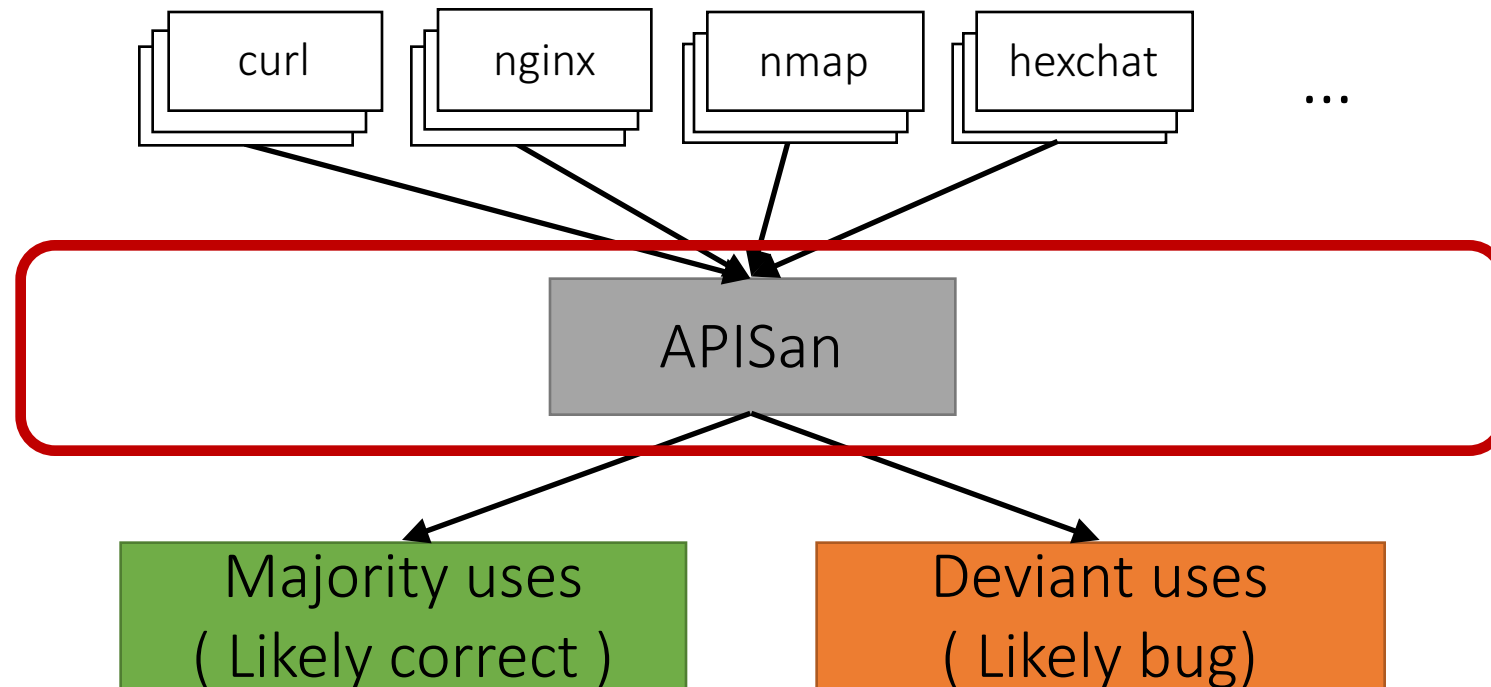 curl
nginx
nmap
hexchat
...
APISan
Majority uses
( Likely correct )
Deviant uses
( Likely bug)